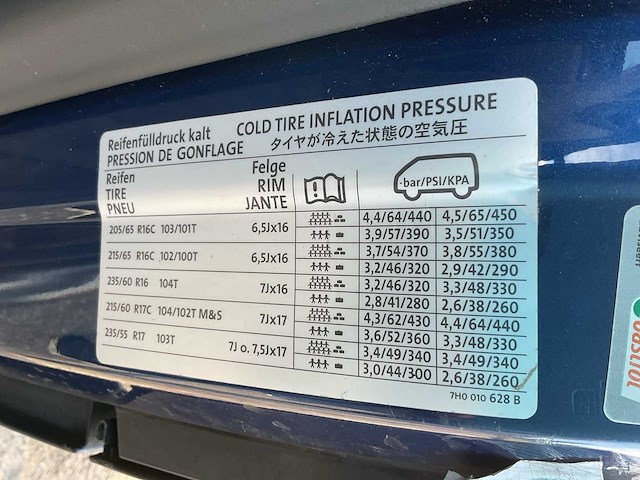 Reifenfülldruck kalt COLD TIRE INFLATION PRESSURE
PRESSION DE GONFLAGE タイヤが冷えた状態の空気圧
Reifen Felge
TIRE RIM
PNEU JANTE
bar/PSI/KPA
4,4/64/440 4,5/65/450
205/65 R16C 103/101T 6,5Jx16 3,9/57/390 3,5/51/350
3,7/54/370 3,8/55/380
215/65 R16C 102/100T 6,5Jx16 3,2/46/320 2,9/42/290
3,2/46/320 3,3/48/330
235/60 R16 104T 7Jx16 2,8/41/280 2,6/38/260
4,3/62/430 4,4/64/440
215/60 R17C 104/102T M&S 7Jx17 3,6/52/360 3,3/48/330
3,4/49/340 3,4/49/340
235/55 R17 103T 7J o. 7,5Jx17 3,0/44/300 2,6/38/260
7H0 010 628 B